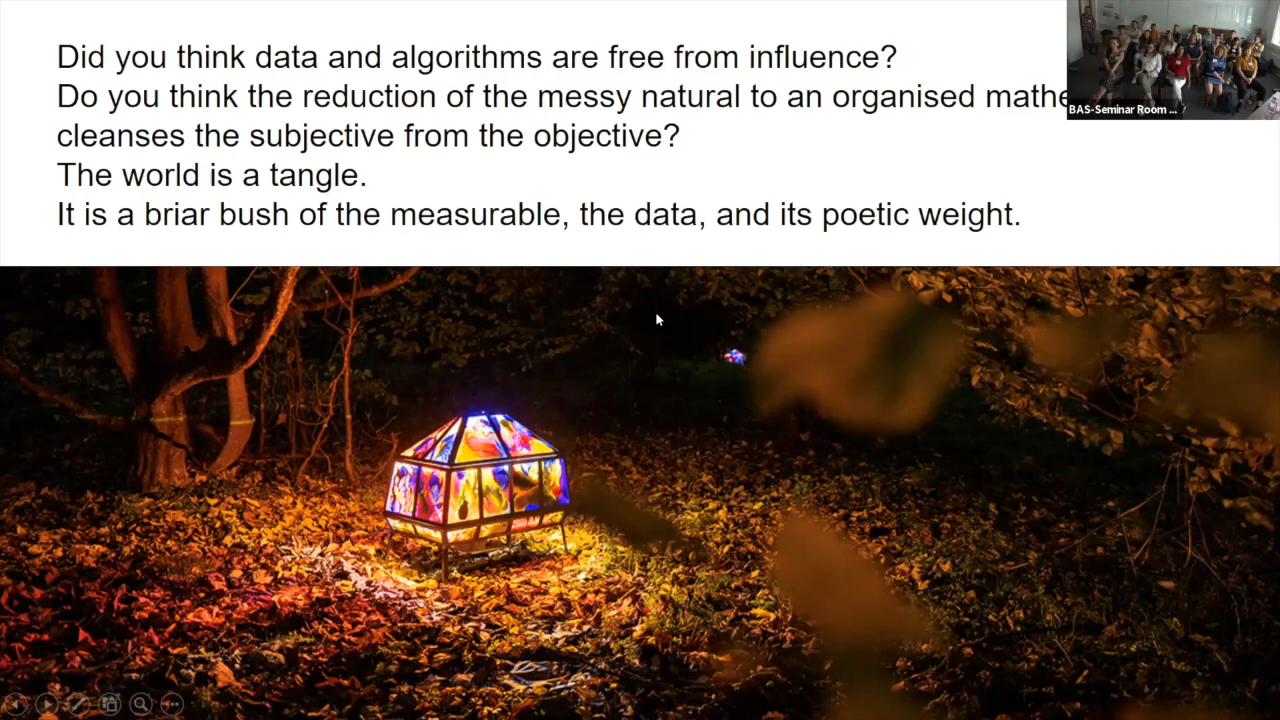 Did you think data and algorithms are free from influence?
Do you think the reduction of the messy natural to an organised mathe
cleanses the subjective from the objective?
The world is a tangle.
It is a briar bush of the measurable, the data, and its poetic weight.
BAS-Seminar Room ...